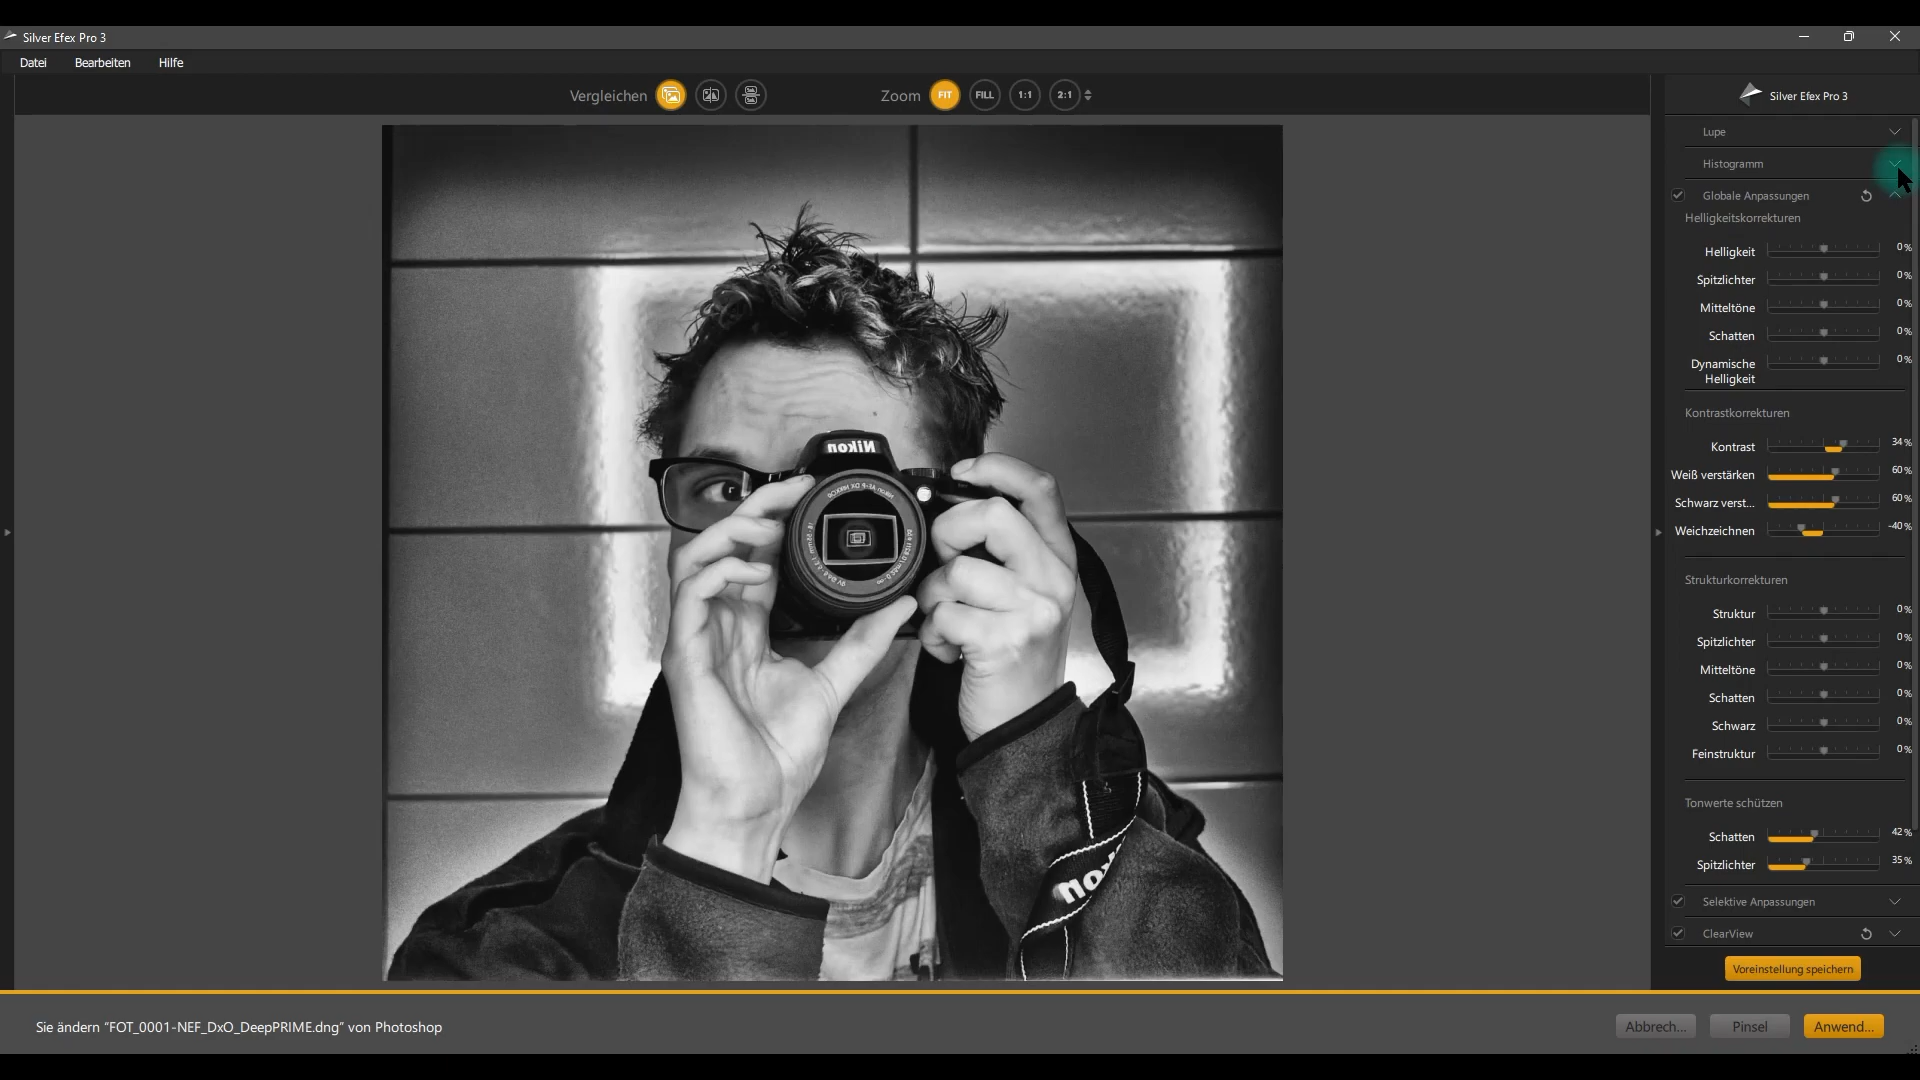 Silver Efex Pro 3
Datei Bearbeiten Hilfe
Vergleichen Zoom FIT FILL 1:1 2:1
Silver Efex Pro 3
Lupe
Histogramm
Globale Anpassungen
Helligkeitskorrekturen
Helligkeit 0%
Spitzlichter 0%
Mitteltöne 0%
Schatten 0%
Dynamische 0%
Helligkeit
Kontrastkorrekturen
Kontrast 34%
Weiß verstärken 60%
Schwarz verst... 60%
Weichzeichnen -40%
Strukturkorrekturen
Struktur 0%
Spitzlichter 0%
Mitteltöne 0%
Schatten 0%
Schwarz 0%
Feinstruktur 0%
Tonwerte schützen
Schatten 42%
Spitzlichter 35%
Selektive Anpassungen
ClearView
Voreinstellung speichern
Nikon
Sie ändern "FOT_0001-NEF_DxO_DeepPRIME.dng" von Photoshop
Abbrech... Pinsel Anwend...